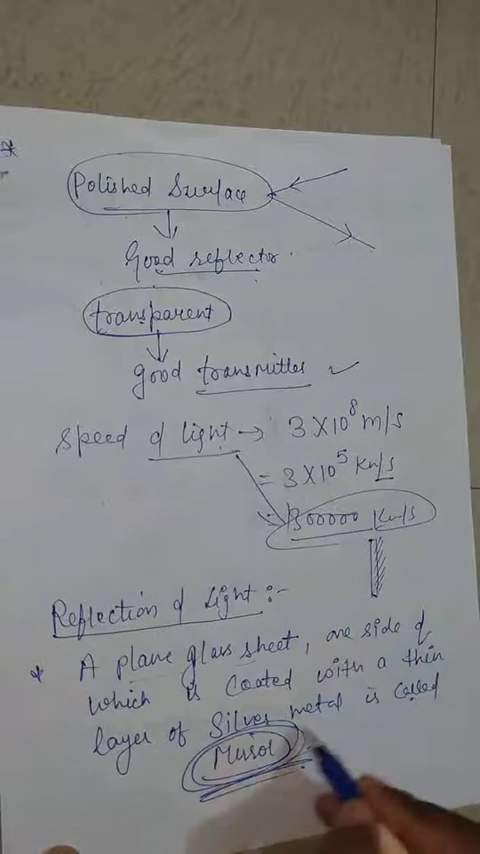 *
Polished Surface
Good reflector.
transparent
good transmitter ✓
Speed of light → 3 X 10⁸ m/s
= 3 X 10⁵ Km/s
= 300000 Km/s
Reflection of light :-
* A plane glass sheet, one side of
which is Coated with a thin
layer of Silver metal is Called
Mirror